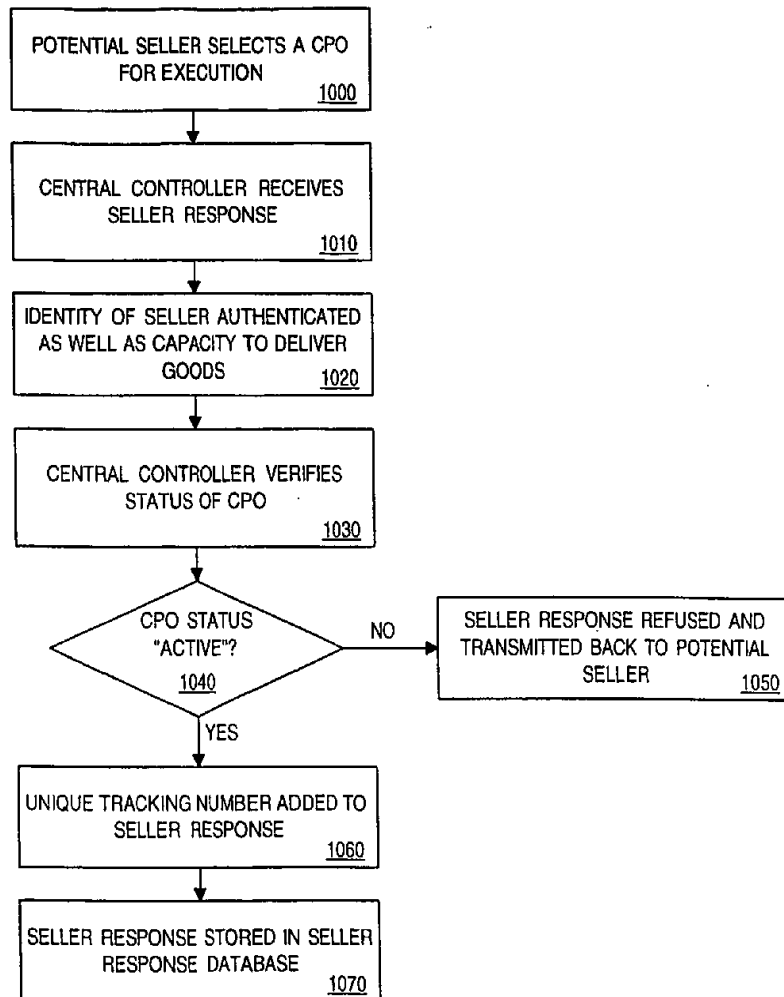 POTENTIAL SELLER SELECTS A CPO
FOR EXECUTION
1000
CENTRAL CONTROLLER RECEIVES
SELLER RESPONSE
1010
IDENTITY OF SELLER AUTHENTICATED
AS WELL AS CAPACITY TO DELIVER
GOODS
1020
CENTRAL CONTROLLER VERIFIES
STATUS OF CPO
1030
CPO STATUS
"ACTIVE"?
1040
NO
SELLER RESPONSE REFUSED AND
TRANSMITTED BACK TO POTENTIAL
SELLER
1050
YES
UNIQUE TRACKING NUMBER ADDED TO
SELLER RESPONSE
1060
SELLER RESPONSE STORED IN SELLER
RESPONSE DATABASE
1070